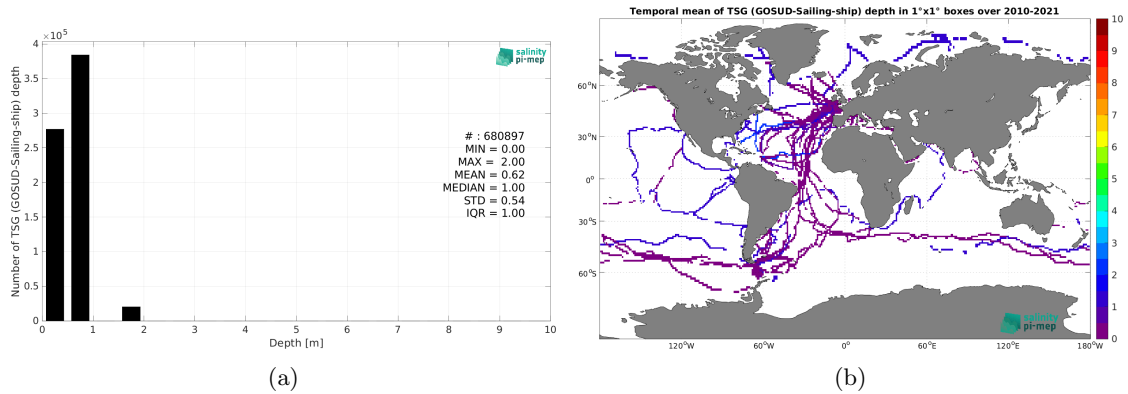 ×10⁵
4
3.5
3
2.5
2
1.5
1
0.5
0
Number of TSG (GOSUD-Sailing-ship) depth
salinity
pi-mep
# : 680897
MIN = 0.00
MAX = 2.00
MEAN = 0.62
MEDIAN = 1.00
STD = 0.54
IQR = 1.00
0 1 2 3 4 5 6 7 8 9 10
Depth [m]
(a)
Temporal mean of TSG (GOSUD-Sailing-ship) depth in 1°x1° boxes over 2010-2021
60°N
30°N
0°
30°S
60°S
120°W 60°W 0° 60°E 120°E 180°W
salinity
pi-mep
10
9
8
7
6
5
4
3
2
1
0
(b)